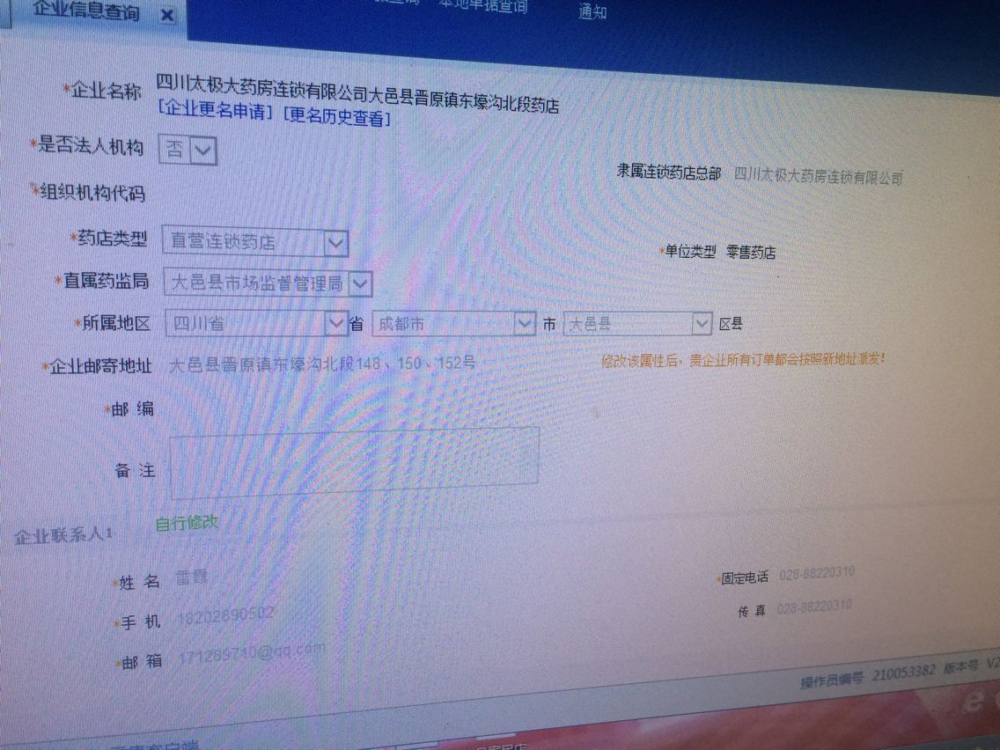 企业信息查询 ×
本地单据查询
通知
*企业名称 四川太极大药房连锁有限公司大邑县晋原镇东壕沟北段药店
[企业更名申请] [更名历史查看]
*是否法人机构 否
隶属连锁药店总部 四川太极大药房连锁有限公司
*组织机构代码
*药店类型 直营连锁药店
*单位类型 零售药店
*直属药监局 大邑县市场监督管理局
*所属地区 四川省 省 成都市 市 大邑县 区县
*企业邮寄地址 大邑县晋原镇东壕沟北段148、150、152号
修改该属性后，贵企业所有订单都会按照新地址派发！
*邮 编
备 注
企业联系人1 自行修改
*姓 名 雷霞
*固定电话 028-88220310
*手 机 18202890502
传 真 028-88220310
*邮 箱 171289710@qq.com
操作员编号 210053382 版本号 V2